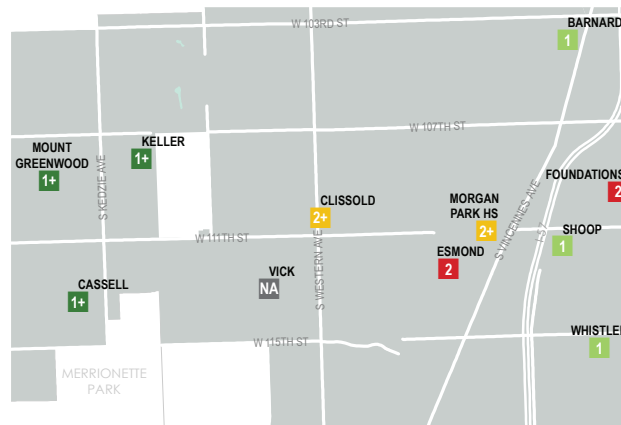 W 103RD ST
BARNARD
1
W 107TH ST
MOUNT
GREENWOOD
1+
KELLER
1+
S KEDZIE AVE
FOUNDATIONS
2
CLISSOLD
2+
MORGAN
PARK HS
2+
S VINCENNES AVE
I-57
SHOOP
1
W 111TH ST
S WESTERN AVE
ESMOND
2
VICK
NA
CASSELL
1+
W 115TH ST
WHISTLER
1
MERRIONETTE
PARK